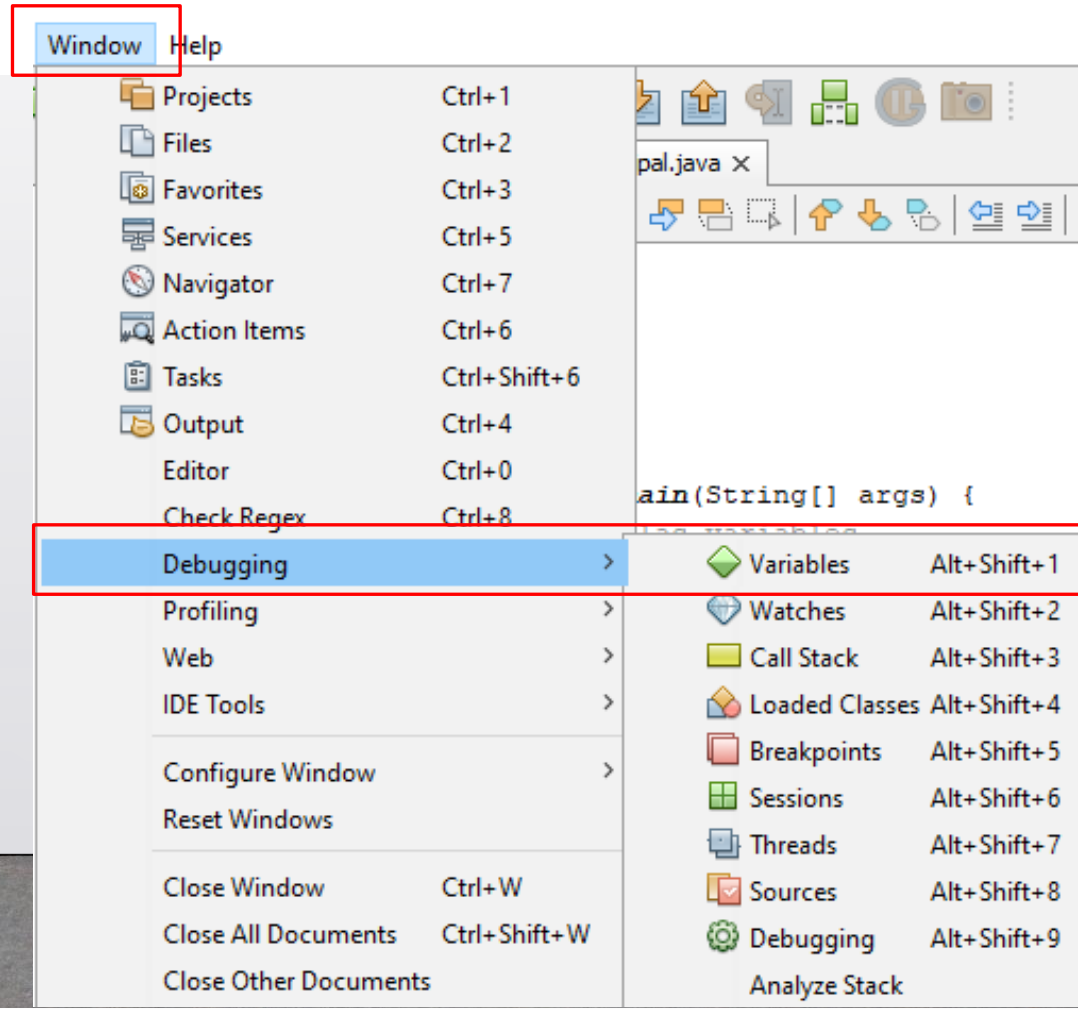 Window Help
Projects Ctrl+1
Files Ctrl+2
Favorites Ctrl+3
Services Ctrl+5
Navigator Ctrl+7
Action Items Ctrl+6
Tasks Ctrl+Shift+6
Output Ctrl+4
Editor Ctrl+0
Check Regex Ctrl+8
Debugging
Profiling
Web
IDE Tools
Configure Window
Reset Windows
Close Window Ctrl+W
Close All Documents Ctrl+Shift+W
Close Other Documents
pal.java
ain(String[] args) {
las variables
Variables Alt+Shift+1
Watches Alt+Shift+2
Call Stack Alt+Shift+3
Loaded Classes Alt+Shift+4
Breakpoints Alt+Shift+5
Sessions Alt+Shift+6
Threads Alt+Shift+7
Sources Alt+Shift+8
Debugging Alt+Shift+9
Analyze Stack